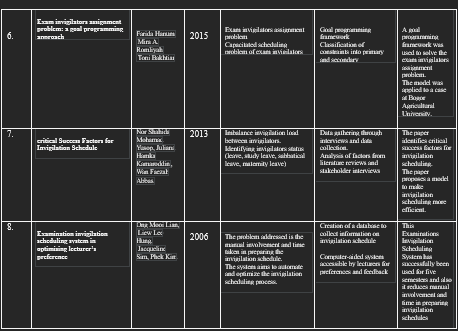 6.
Exam invigilators assignment
problem: a goal programming
approach
Farida Hanum
Mira A.
Romliyah
Toni Bakhtiar
2015
Exam invigilators assignment
problem
Capacitated scheduling
problem of exam invigilators
Goal programming
framework
Classification of
constraints into primary
and secondary
A goal
programming
framework was
used to solve the
exam invigilators
assignment
problem.
The model was
applied to a case
at Bogor
Agricultural
University.
7.
critical Success Factors for
Invigilation Schedule
Nor Shahida
Mohamad
Yusop, Juliani
Hanika
Kamaroddin,
Wan Faezah
Abbas
2013
Imbalance invigilation load
between invigilators.
Identifying invigilators status
(leave, study leave, sabbatical
leave, maternity leave)
Data gathering through
interviews and data
collection.
Analysis of factors from
literature reviews and
stakeholder interviews
The paper
identifies critical
success factors for
invigilation
scheduling.
The paper
proposes a model
to make
invigilation
scheduling more
efficient.
8.
Examination invigilation
scheduling system in
optimizing lecturer's
preference
Ong Mooi Lian,
Liew Lee
Hung,
Jacqueline
Sim, Phek Kiat
2006
The problem addressed is the
manual involvement and time
taken in preparing the
invigilation schedule.
The system aims to automate
and optimize the invigilation
scheduling process.
Creation of a database to
collect information on
invigilation schedule
Computer-aided system
accessible by lecturers for
preferences and feedback
This
Examinations
Invigilation
Scheduling
System has
successfully been
used for five
semesters and also
it reduces manual
involvement and
time in preparing
invigilation
schedules